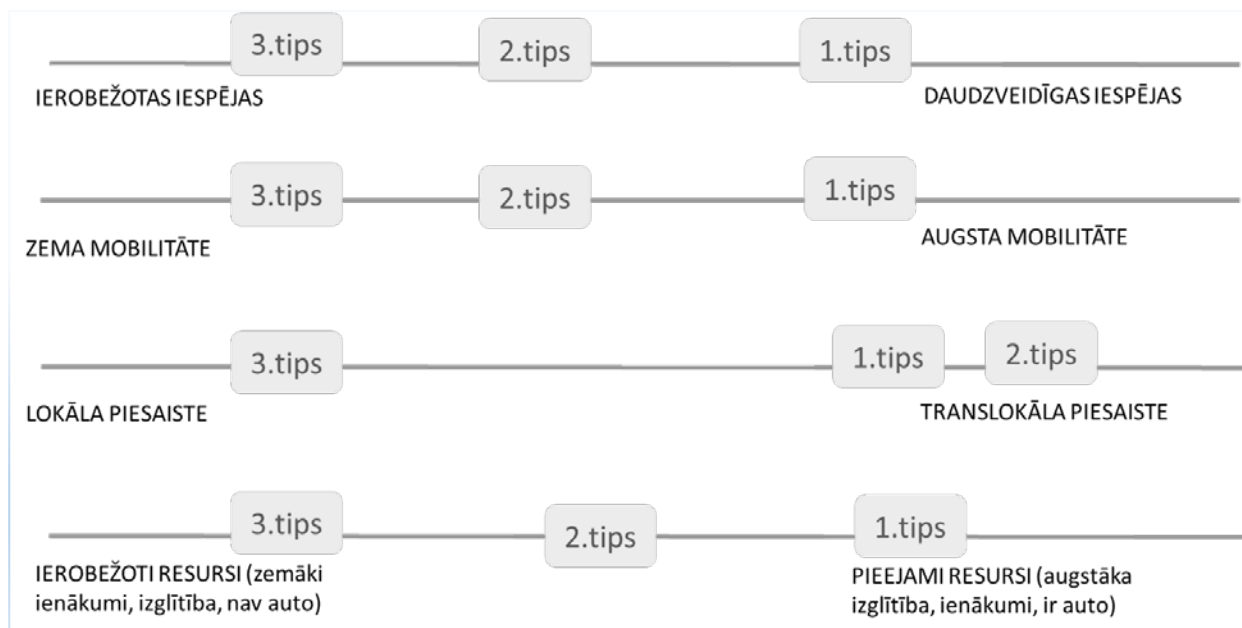 3.tips 2.tips 1.tips
IEROBEŽOTAS IESPĒJAS DAUDZVEIDĪGAS IESPĒJAS
3.tips 2.tips 1.tips
ZEMA MOBILITĀTE AUGSTA MOBILITĀTE
3.tips 1.tips 2.tips
LOKĀLA PIESAISTE TRANSLOKĀLA PIESAISTE
3.tips 2.tips 1.tips
IEROBEŽOTI RESURSI (zemāki
ienākumi, izglītība, nav auto)
PIEEJAMI RESURSI (augstāka
izglītība, ienākumi, ir auto)